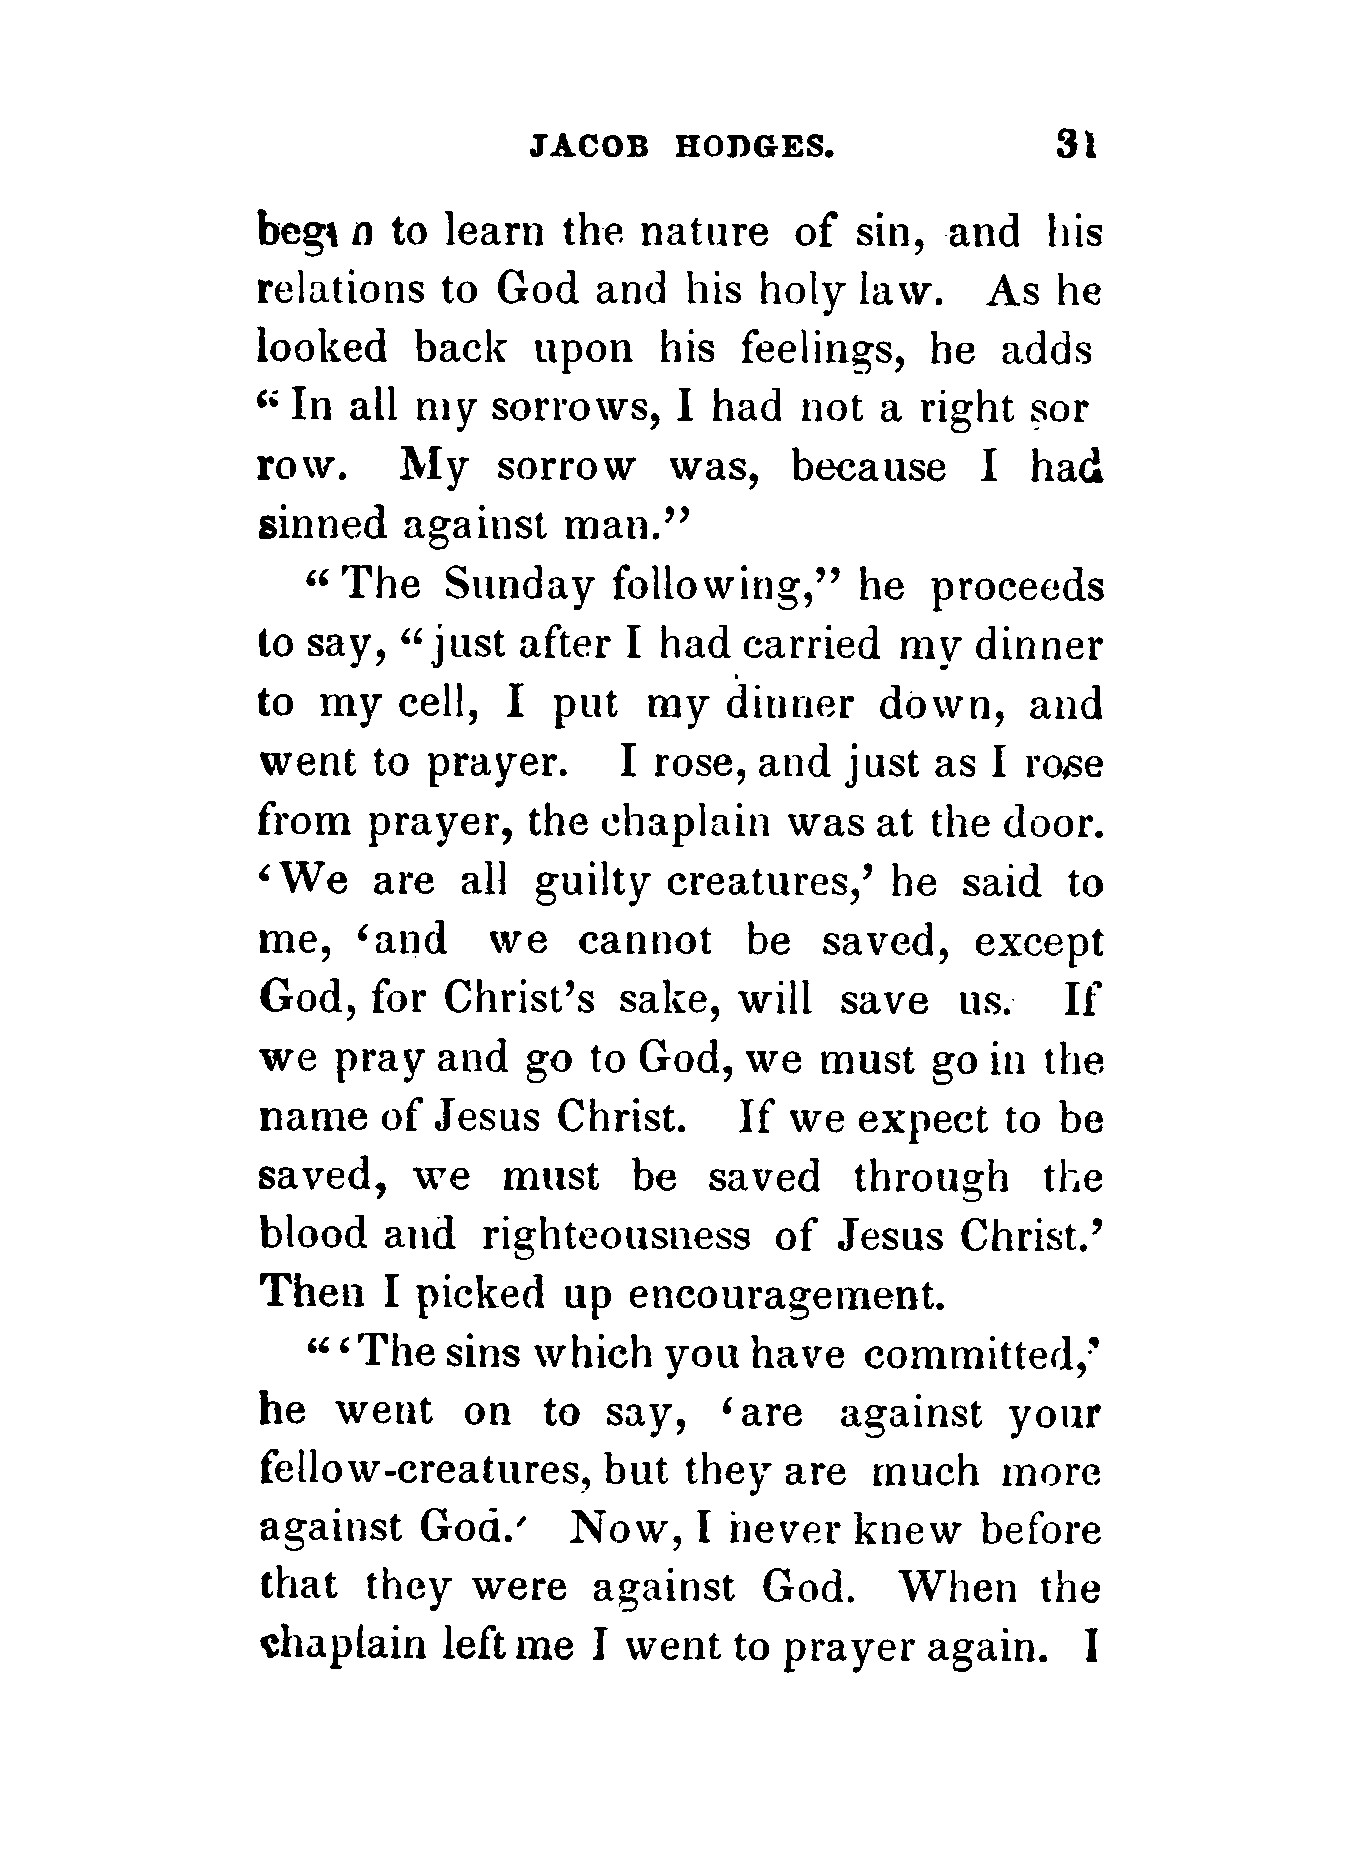 JACOB HODGES. 31
began to learn the nature of sin, and his
relations to God and his holy law. As he
looked back upon his feelings, he adds
“In all my sorrows, I had not a right sor
row. My sorrow was, because I had
sinned against man.”
“The Sunday following,” he proceeds
to say, “just after I had carried my dinner
to my cell, I put my dinner down, and
went to prayer. I rose, and just as I rose
from prayer, the chaplain was at the door.
‘We are all guilty creatures,’ he said to
me, ‘and we cannot be saved, except
God, for Christ’s sake, will save us. If
we pray and go to God, we must go in the
name of Jesus Christ. If we expect to be
saved, we must be saved through the
blood and righteousness of Jesus Christ.’
Then I picked up encouragement.
“‘The sins which you have committed,’
he went on to say, ‘are against your
fellow-creatures, but they are much more
against God.’ Now, I never knew before
that they were against God. When the
chaplain left me I went to prayer again. I